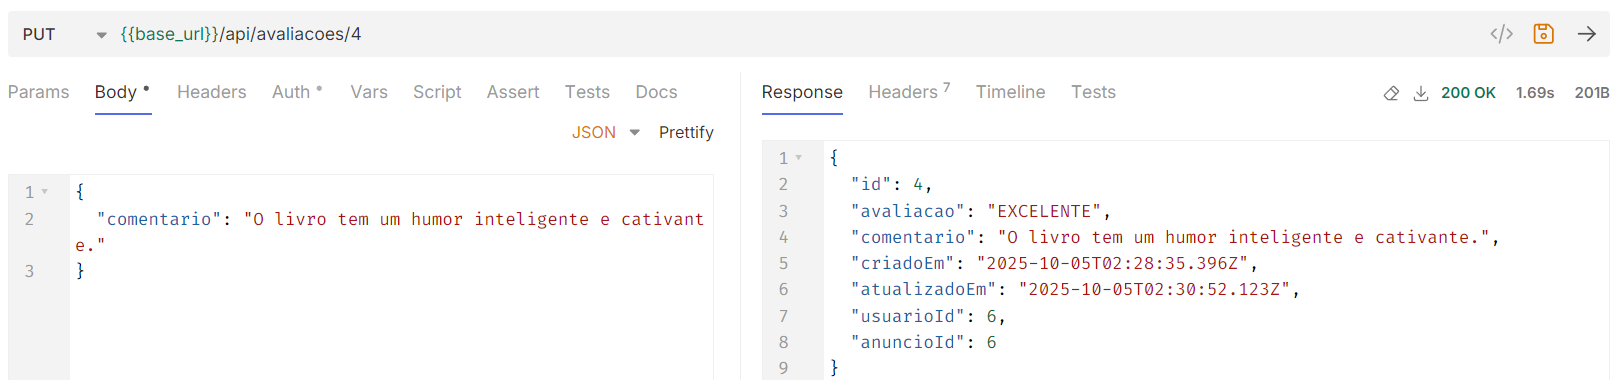 PUT {{base_url}}/api/avaliacoes/4 </>
Params Body Headers Auth Vars Script Assert Tests Docs
JSON Prettify
1 {
2 "comentario": "O livro tem um humor inteligente e cativant
e."
3 }
Response Headers 7 Timeline Tests 200 OK 1.69s 201B
1 {
2 "id": 4,
3 "avaliacao": "EXCELENTE",
4 "comentario": "O livro tem um humor inteligente e cativante.",
5 "criadoEm": "2025-10-05T02:28:35.396Z",
6 "atualizadoEm": "2025-10-05T02:30:52.123Z",
7 "usuarioId": 6,
8 "anuncioId": 6
9 }